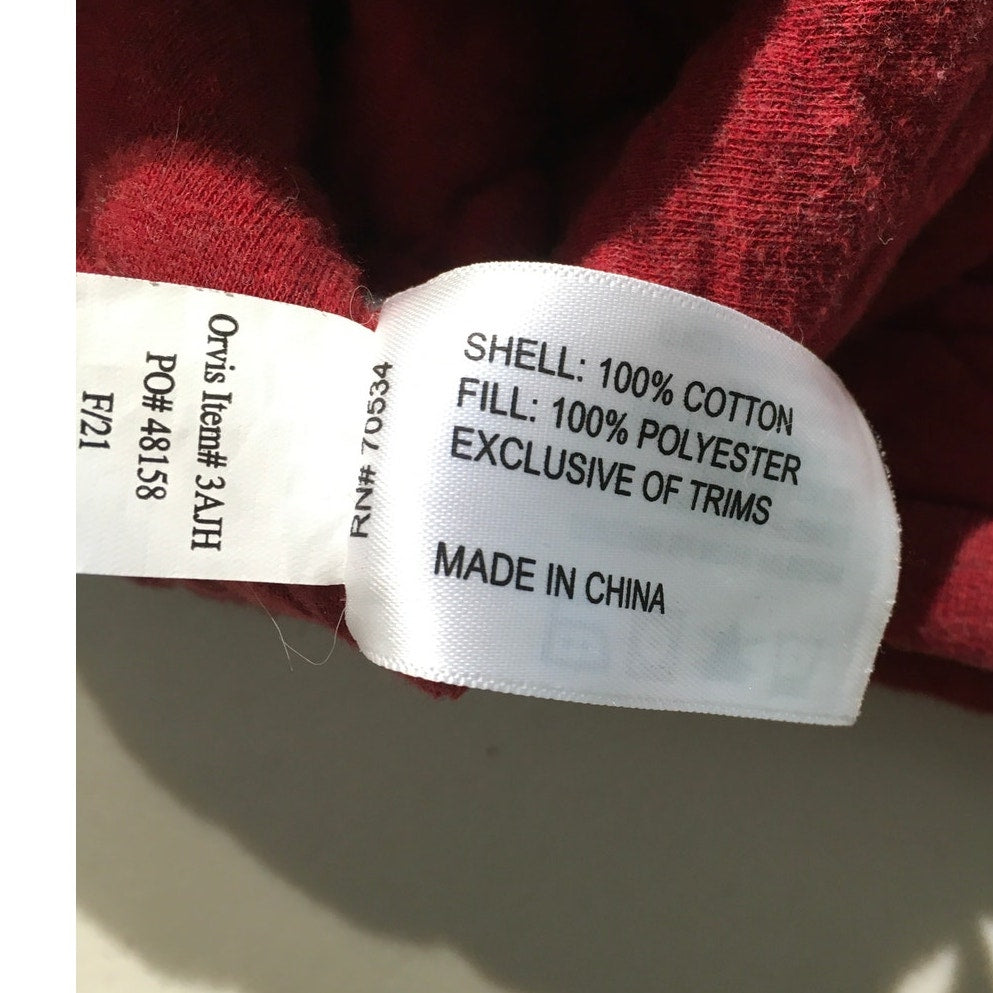 Orvis Item# 3AJH
PO# 48158
F/21
RN# 70534
SHELL: 100% COTTON
FILL: 100% POLYESTER
EXCLUSIVE OF TRIMS
MADE IN CHINA